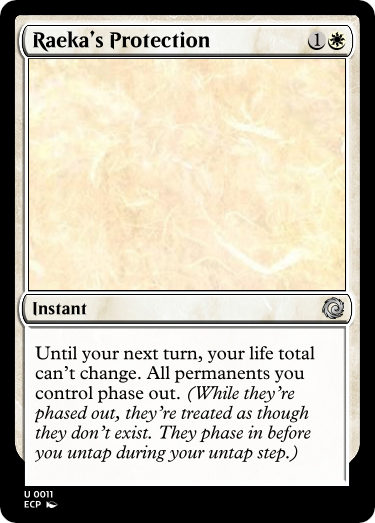 Raeka's Protection 1
Instant
Until your next turn, your life total
can't change. All permanents you
control phase out. (While they're
phased out, they're treated as though
they don't exist. They phase in before
you untap during your untap step.)
U 0011
ECP